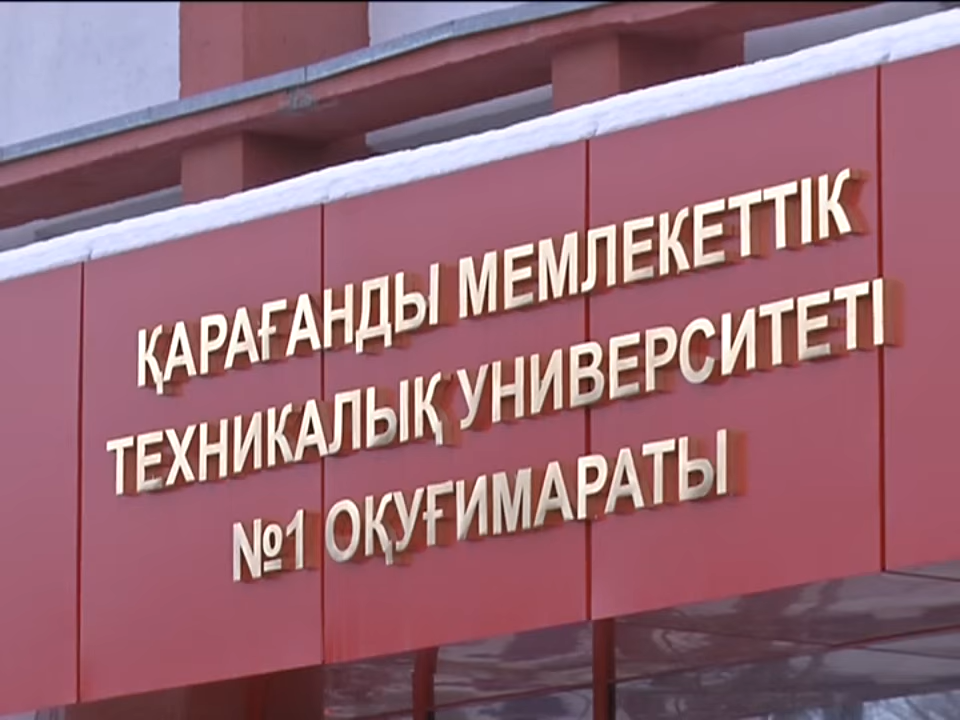 ҚАРАҒАНДЫ МЕМЛЕКЕТТІК
ТЕХНИКАЛЫҚ УНИВЕРСИТЕТІ
№1 ОҚУҒИМАРАТЫ